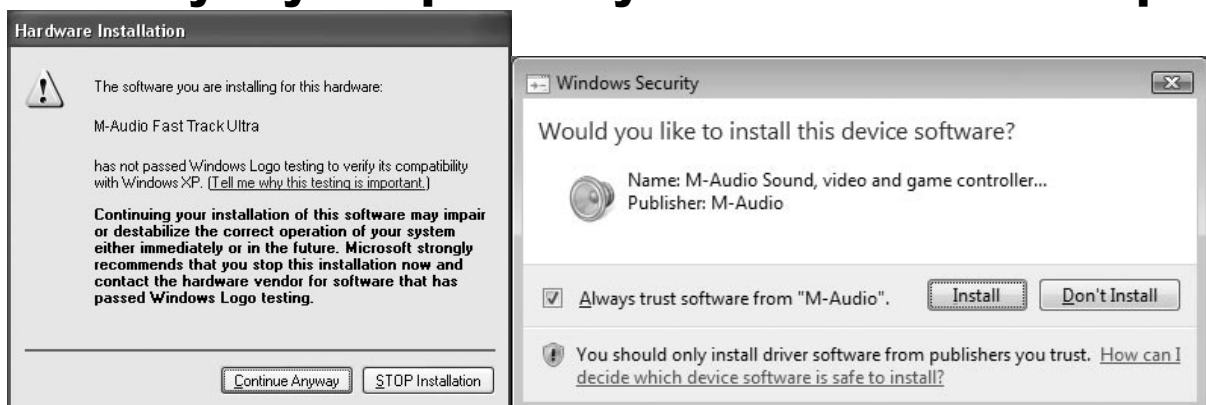 Hardware Installation
The software you are installing for this hardware:
M-Audio Fast Track Ultra
has not passed Windows Logo testing to verify its compatibility
with Windows XP. (Tell me why this testing is important.)
Continuing your installation of this software may impair
or destabilize the correct operation of your system
either immediately or in the future. Microsoft strongly
recommends that you stop this installation now and
contact the hardware vendor for software that has
passed Windows Logo testing.
Continue Anyway
STOP Installation
Windows Security
Would you like to install this device software?
Name: M-Audio Sound, video and game controller...
Publisher: M-Audio
Always trust software from "M-Audio".
Install
Don't Install
You should only install driver software from publishers you trust. How can I
decide which device software is safe to install?